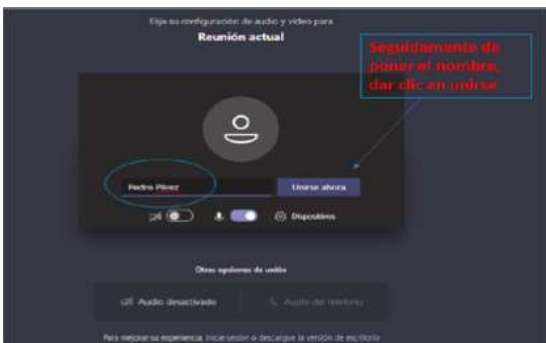 Elija su configuración de audio y vídeo para
Reunión actual
Seguidamente de
poner el nombre,
dar clic en unirse
Pedro Pérez
Unirse ahora
Dispositivos
Otras opciones de unión
Audio desactivado
Audio del teléfono
Para mejorar su experiencia, inicie sesión o descargue la versión de escritorio